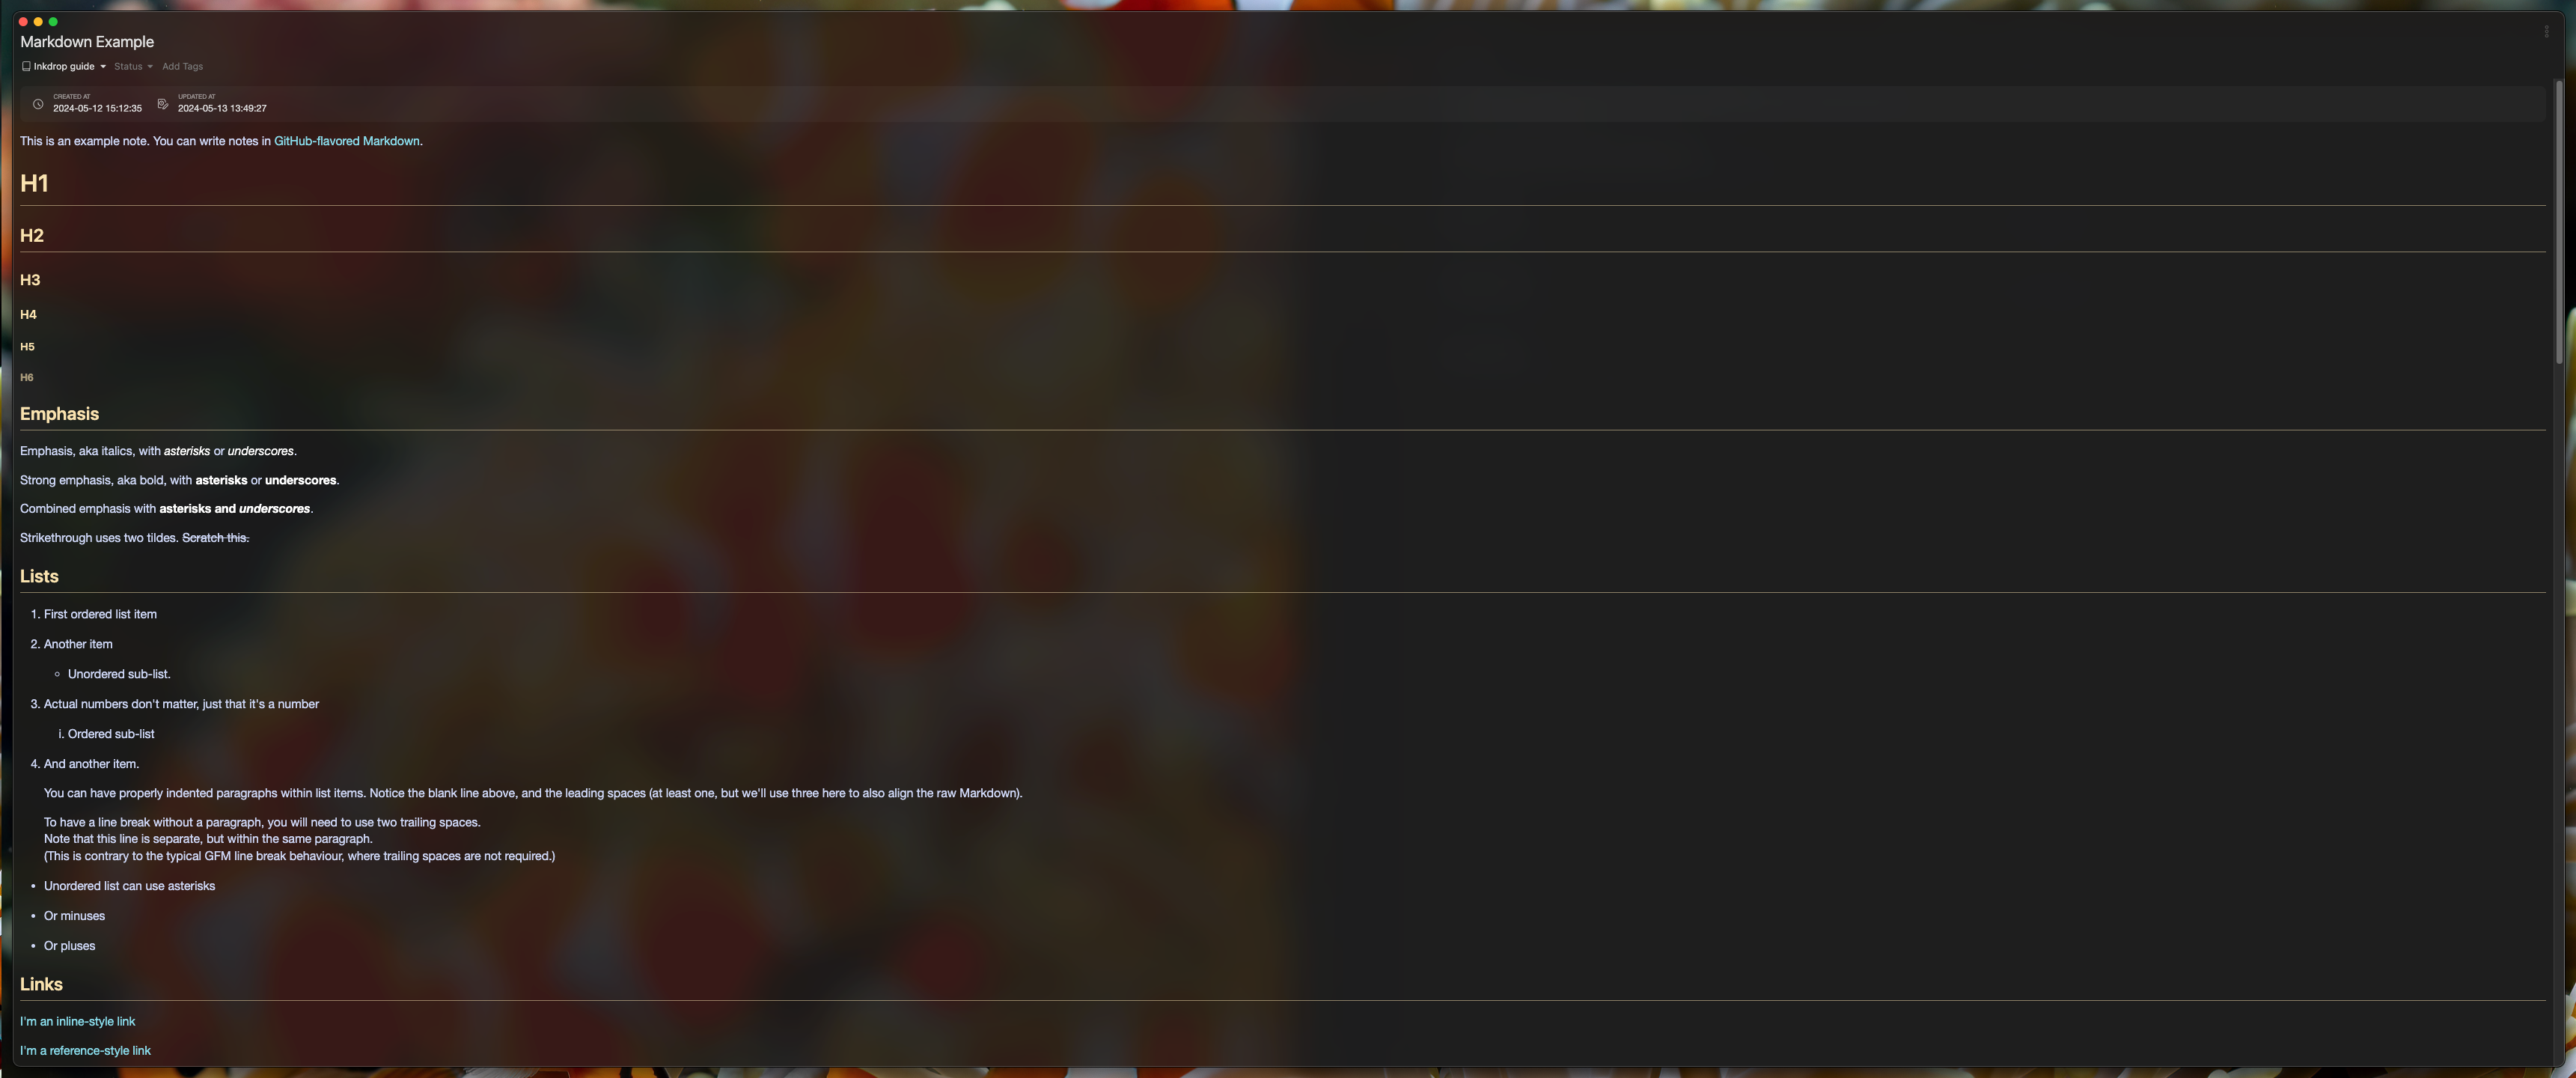 Markdown Example
Inkdrop guide Status Add Tags
CREATED AT UPDATED AT
2024-05-12 15:12:35 2024-05-13 13:49:27
This is an example note. You can write notes in GitHub-flavored Markdown.
H1
H2
H3
H4
H5
H6
Emphasis
Emphasis, aka italics, with asterisks or underscores.
Strong emphasis, aka bold, with asterisks or underscores.
Combined emphasis with asterisks and underscores.
Strikethrough uses two tildes. Scratch this.
Lists
1. First ordered list item
2. Another item
Unordered sub-list.
3. Actual numbers don't matter, just that it's a number
i. Ordered sub-list
4. And another item.
You can have properly indented paragraphs within list items. Notice the blank line above, and the leading spaces (at least one, but we'll use three here to also align the raw Markdown).
To have a line break without a paragraph, you will need to use two trailing spaces.
Note that this line is separate, but within the same paragraph.
(This is contrary to the typical GFM line break behaviour, where trailing spaces are not required.)
• Unordered list can use asterisks
• Or minuses
• Or pluses
Links
I'm an inline-style link
I'm a reference-style link